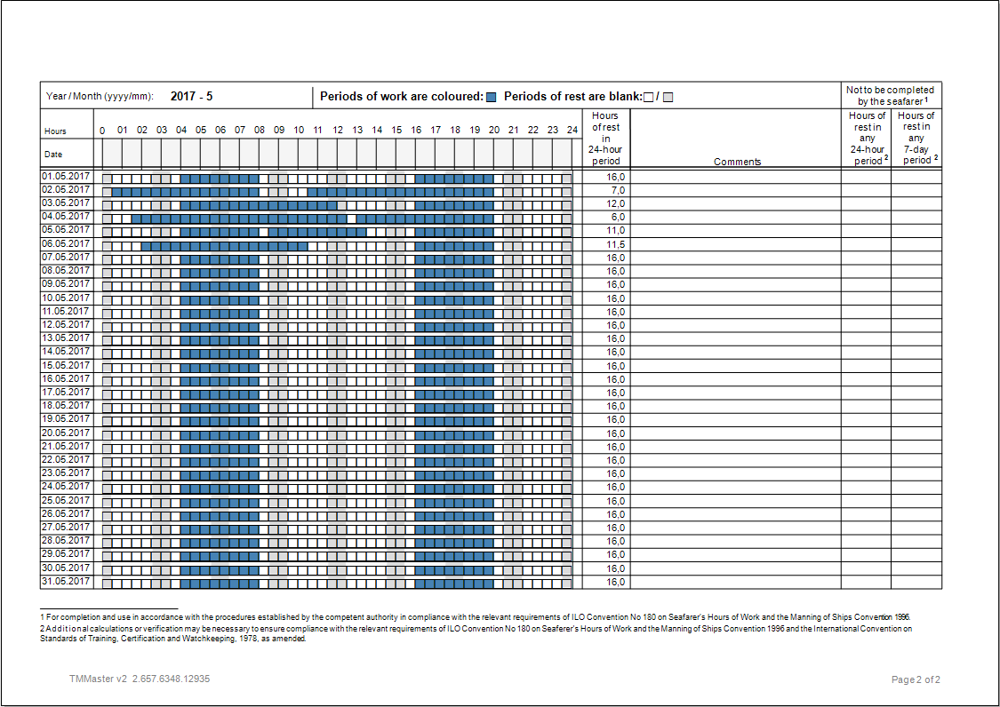 Year / Month (yyyy/mm): 2017 - 5 Periods of work are coloured: Periods of rest are blank: / Not to be completed
by the seafarer 1
Hours 0 01 02 03 04 05 06 07 08 09 10 11 12 13 14 15 16 17 18 19 20 21 22 23 24
Date
Hours
of rest
in
24-hour
period
Comments
Hours of
rest in
any
24-hour
period 2
Hours of
rest in
any
7-day
period 2
01.05.2017 16,0
02.05.2017 7,0
03.05.2017 12,0
04.05.2017 6,0
05.05.2017 11,0
06.05.2017 11,5
07.05.2017 16,0
08.05.2017 16,0
09.05.2017 16,0
10.05.2017 16,0
11.05.2017 16,0
12.05.2017 16,0
13.05.2017 16,0
14.05.2017 16,0
15.05.2017 16,0
16.05.2017 16,0
17.05.2017 16,0
18.05.2017 16,0
19.05.2017 16,0
20.05.2017 16,0
21.05.2017 16,0
22.05.2017 16,0
23.05.2017 16,0
24.05.2017 16,0
25.05.2017 16,0
26.05.2017 16,0
27.05.2017 16,0
28.05.2017 16,0
29.05.2017 16,0
30.05.2017 16,0
31.05.2017 16,0
1 For completion and use in accordance with the procedures established by the competent authority in compliance with the relevant requirements of ILO Convention No 180 on Seafarer's Hours of Work and the Manning of Ships Convention 1996.
2 Additional calculations or verification may be necessary to ensure compliance with the relevant requirements of ILO Convention No 180 on Seaferer's Hours of Work and the Manning of Ships Convention 1996 and the International Convention on
Standards of Training, Certification and Watchkeeping, 1978, as amended.
TMMaster v2 2.657.6348.12935
Page 2 of 2